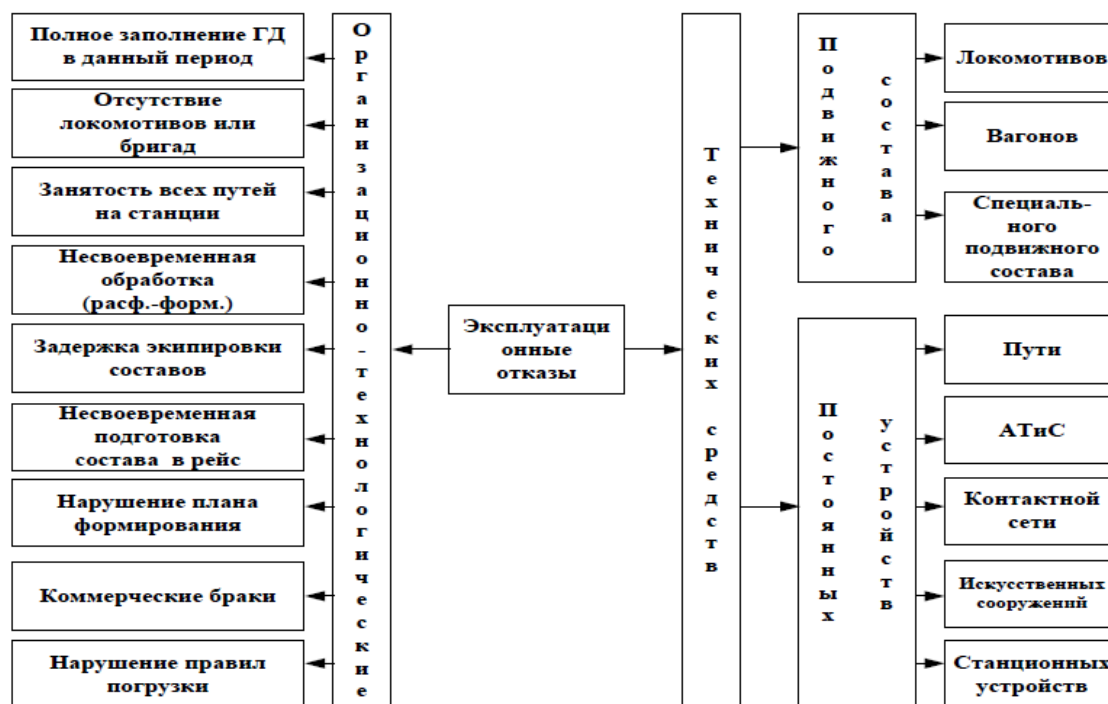 Полное заполнение ГД
в данный период
Отсутствие
локомотивов или
бригад
Занятость всех путей
на станции
Несвоевременная
обработка
(расф.-форм.)
Задержка экипировки
составов
Несвоевременная
подготовка
состава в рейс
Нарушение плана
формирования
Коммерческие браки
Нарушение правил
погрузки
Организационно-технологические
Эксплуатаци
онные
отказы
Технических средств
Подвижного
состава
Постоянных
устройств
Локомотивов
Вагонов
Специаль-
ного
подвижного
состава
Пути
АТиС
Контактной
сети
Искусственных
сооружений
Станционных
устройств